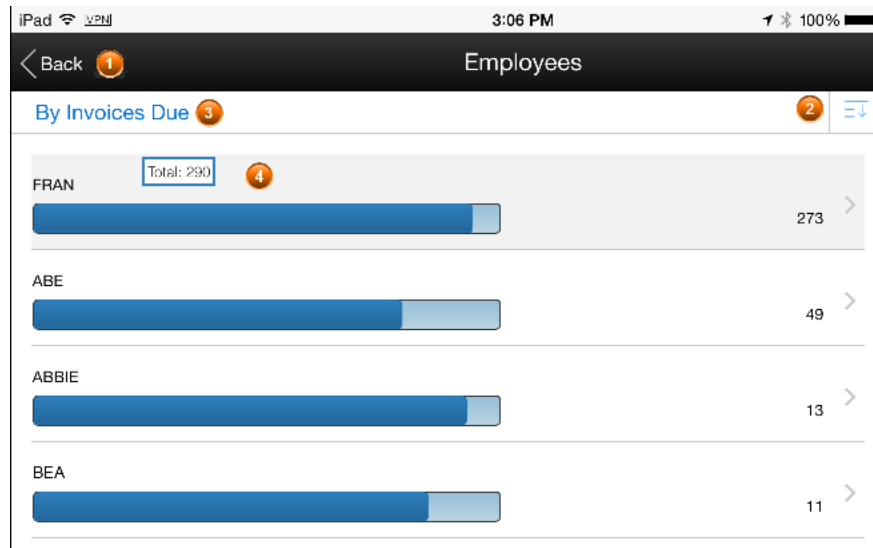 iPad VPN 3:06 PM 100%
Back 1 Employees
By Invoices Due 3 2
Total: 290 4
FRAN
273
ABE
49
ABBIE
13
BEA
11